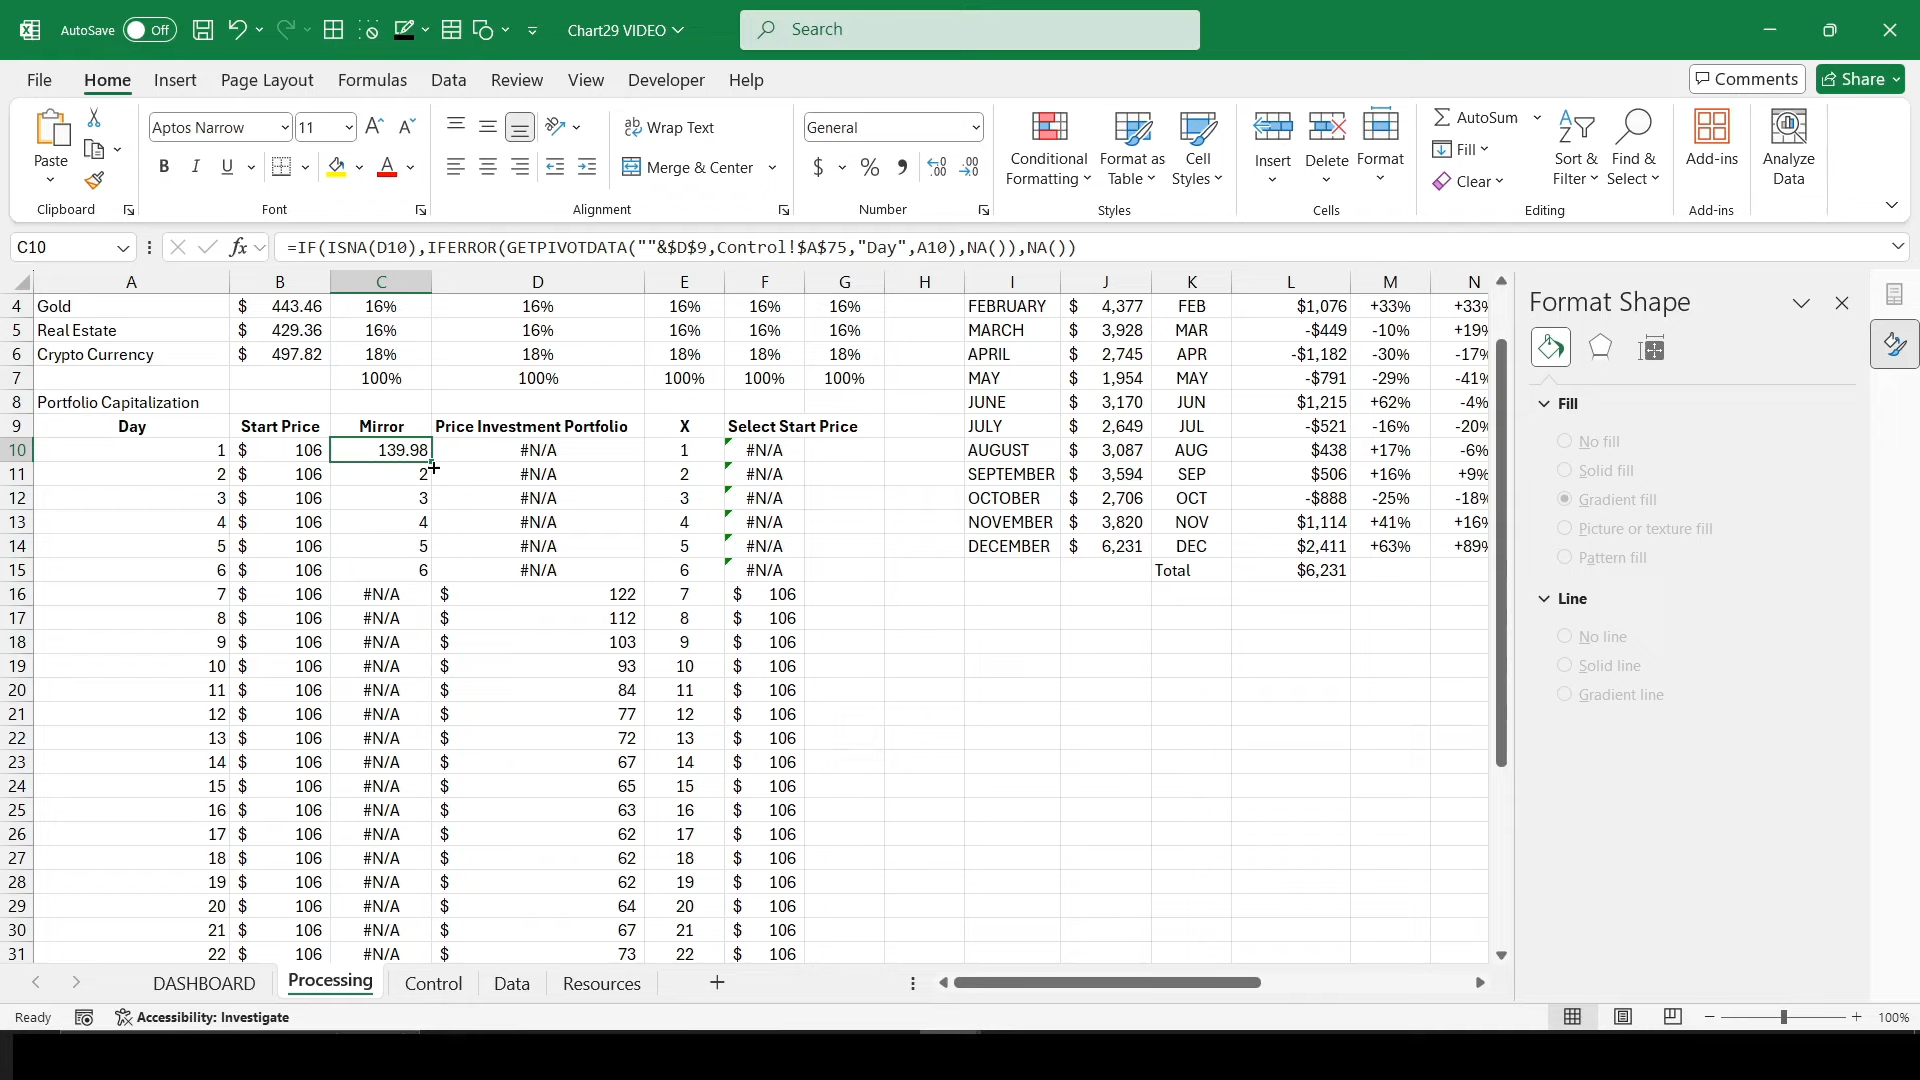 AutoSave Off Chart29 VIDEO Search
File Home Insert Page Layout Formulas Data Review View Developer Help Comments Share
Paste Aptos Narrow 11 Wrap Text General Conditional Formatting Format as Table Cell Styles Insert Delete Format AutoSum Fill Clear Sort & Filter Find & Select Add-ins Analyze Data
B I U Merge & Center $ % , .00 .00
Clipboard Font Alignment Number Styles Cells Editing Add-ins
C10 fx =IF(ISNA(D10),IFERROR(GETPIVOTDATA(""&$D$9,Control!$A$75,"Day",A10),NA()),NA())
A B C D E F G H I J K L M N
4 Gold $ 443.46 16% 16% 16% 16% 16% FEBRUARY $ 4,377 FEB $1,076 +33% +33%
5 Real Estate $ 429.36 16% 16% 16% 16% 16% MARCH $ 3,928 MAR -$449 -10% +19%
6 Crypto Currency $ 497.82 18% 18% 18% 18% 18% APRIL $ 2,745 APR -$1,182 -30% -17%
7 100% 100% 100% 100% 100% MAY $ 1,954 MAY -$791 -29% -41%
8 Portfolio Capitalization JUNE $ 3,170 JUN $1,215 +62% -4%
9 Day Start Price Mirror Price Investment Portfolio X Select Start Price JULY $ 2,649 JUL -$521 -16% -20%
10 1 $ 106 139.98 #N/A 1 #N/A AUGUST $ 3,087 AUG $438 +17% -6%
11 2 $ 106 2 #N/A 2 #N/A SEPTEMBER $ 3,594 SEP $506 +16% +9%
12 3 $ 106 3 #N/A 3 #N/A OCTOBER $ 2,706 OCT -$888 -25% -18%
13 4 $ 106 4 #N/A 4 #N/A NOVEMBER $ 3,820 NOV $1,114 +41% +16%
14 5 $ 106 5 #N/A 5 #N/A DECEMBER $ 6,231 DEC $2,411 +63% +89%
15 6 $ 106 6 #N/A 6 #N/A Total $6,231
16 7 $ 106 #N/A $ 122 7 $ 106
17 8 $ 106 #N/A $ 112 8 $ 106
18 9 $ 106 #N/A $ 103 9 $ 106
19 10 $ 106 #N/A $ 93 10 $ 106
20 11 $ 106 #N/A $ 84 11 $ 106
21 12 $ 106 #N/A $ 77 12 $ 106
22 13 $ 106 #N/A $ 72 13 $ 106
23 14 $ 106 #N/A $ 67 14 $ 106
24 15 $ 106 #N/A $ 65 15 $ 106
25 16 $ 106 #N/A $ 63 16 $ 106
26 17 $ 106 #N/A $ 62 17 $ 106
27 18 $ 106 #N/A $ 62 18 $ 106
28 19 $ 106 #N/A $ 62 19 $ 106
29 20 $ 106 #N/A $ 64 20 $ 106
30 21 $ 106 #N/A $ 67 21 $ 106
31 22 $ 106 #N/A $ 73 22 $ 106
Format Shape
Fill
No fill
Solid fill
Gradient fill
Picture or texture fill
Pattern fill
Line
No line
Solid line
Gradient line
DASHBOARD Processing Control Data Resources
Ready Accessibility: Investigate 100%